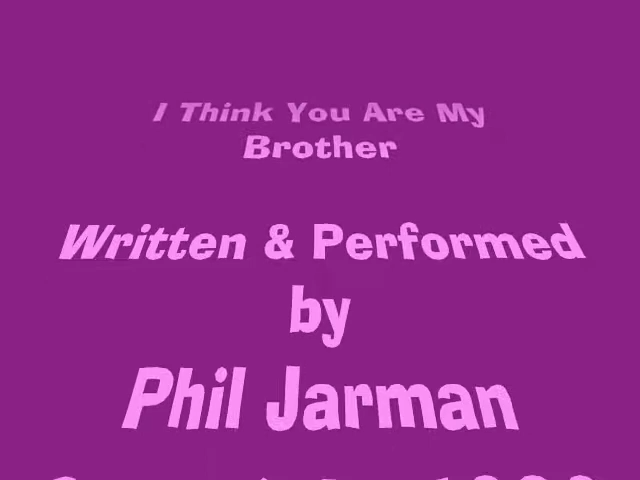 I Think You Are My
Brother
Written & Performed
by
Phil Jarman